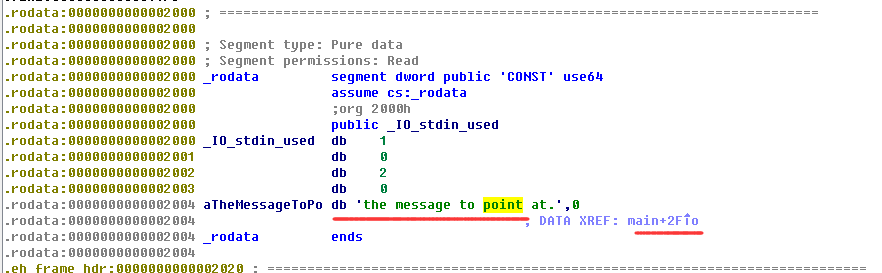 .rodata:0000000000002000 ; ===========================================================================
.rodata:0000000000002000
.rodata:0000000000002000 ; Segment type: Pure data
.rodata:0000000000002000 ; Segment permissions: Read
.rodata:0000000000002000 _rodata segment dword public 'CONST' use64
.rodata:0000000000002000 assume cs:_rodata
.rodata:0000000000002000 ;org 2000h
.rodata:0000000000002000 public _IO_stdin_used
.rodata:0000000000002000 _IO_stdin_used db 1
.rodata:0000000000002001 db 0
.rodata:0000000000002002 db 2
.rodata:0000000000002003 db 0
.rodata:0000000000002004 aTheMessageToPo db 'the message to point at.',0
.rodata:0000000000002004 ; DATA XREF: main+2F↑o
.rodata:0000000000002004 _rodata ends
.rodata:0000000000002004
.eh_frame_hdr:0000000000002020 ; ===========================================================================